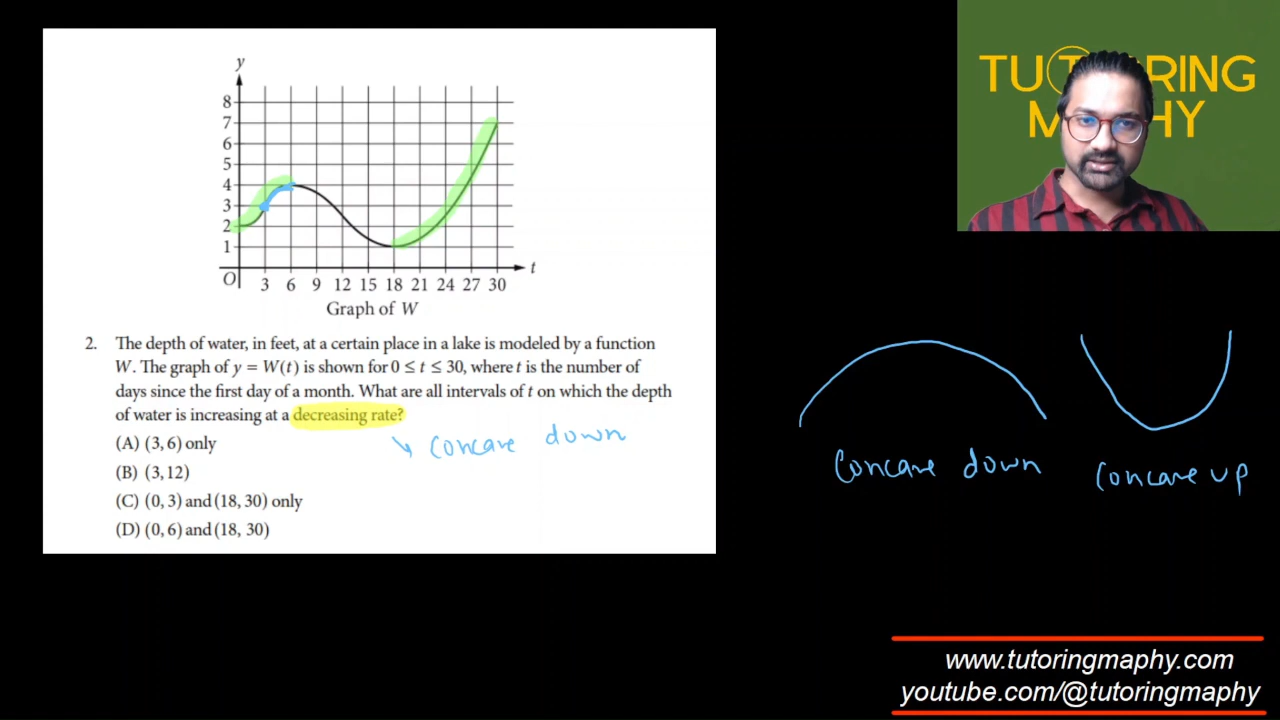 TUTORING
MAPHY
y
8
7
6
5
4
3
2
1
O
3 6 9 12 15 18 21 24 27 30
t
Graph of W
2. The depth of water, in feet, at a certain place in a lake is modeled by a function
W. The graph of y = W(t) is shown for 0 ≤ t ≤ 30, where t is the number of
days since the first day of a month. What are all intervals of t on which the depth
of water is increasing at a decreasing rate?
(A) (3, 6) only
(B) (3, 12)
(C) (0, 3) and (18, 30) only
(D) (0, 6) and (18, 30)
↘ concave down
concave down
concave up
www.tutoringmaphy.com
youtube.com/@tutoringmaphy